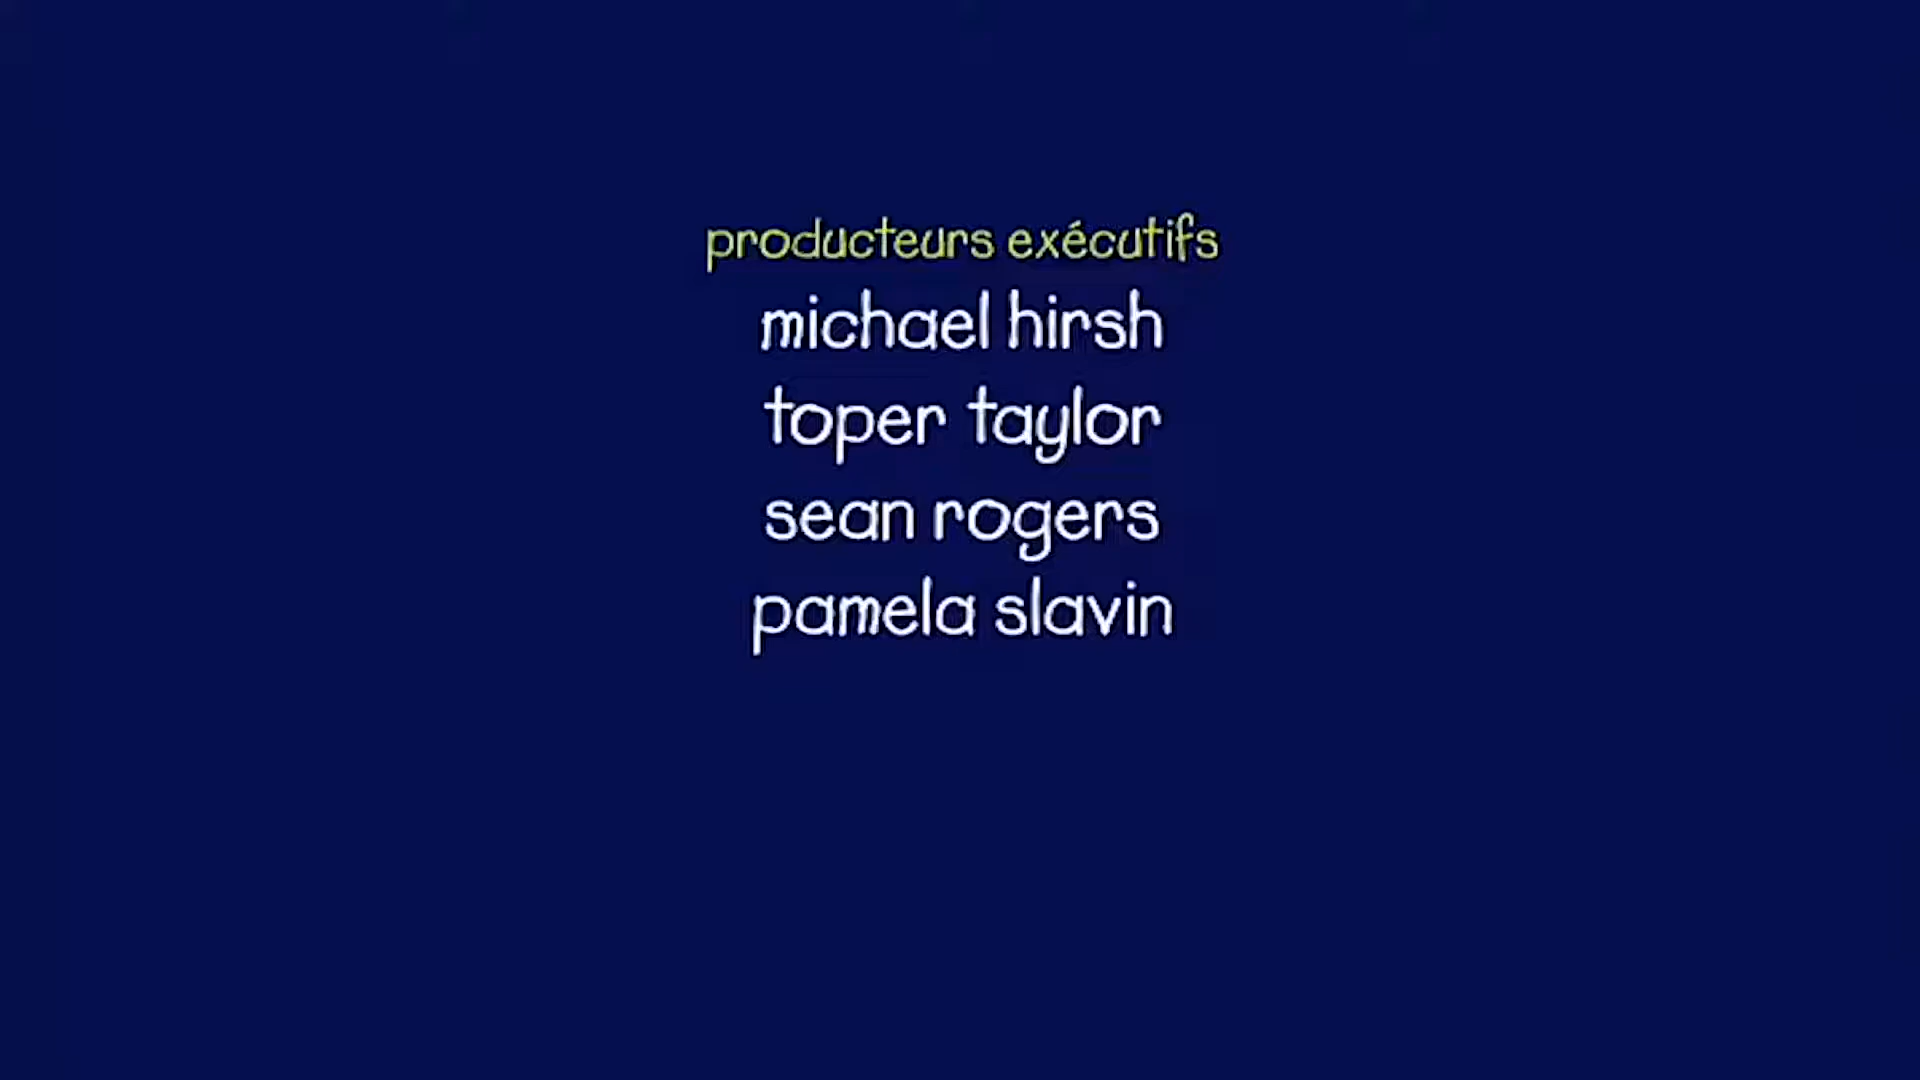 producteurs exécutifs
michael hirsh
toper taylor
sean rogers
pamela slavin